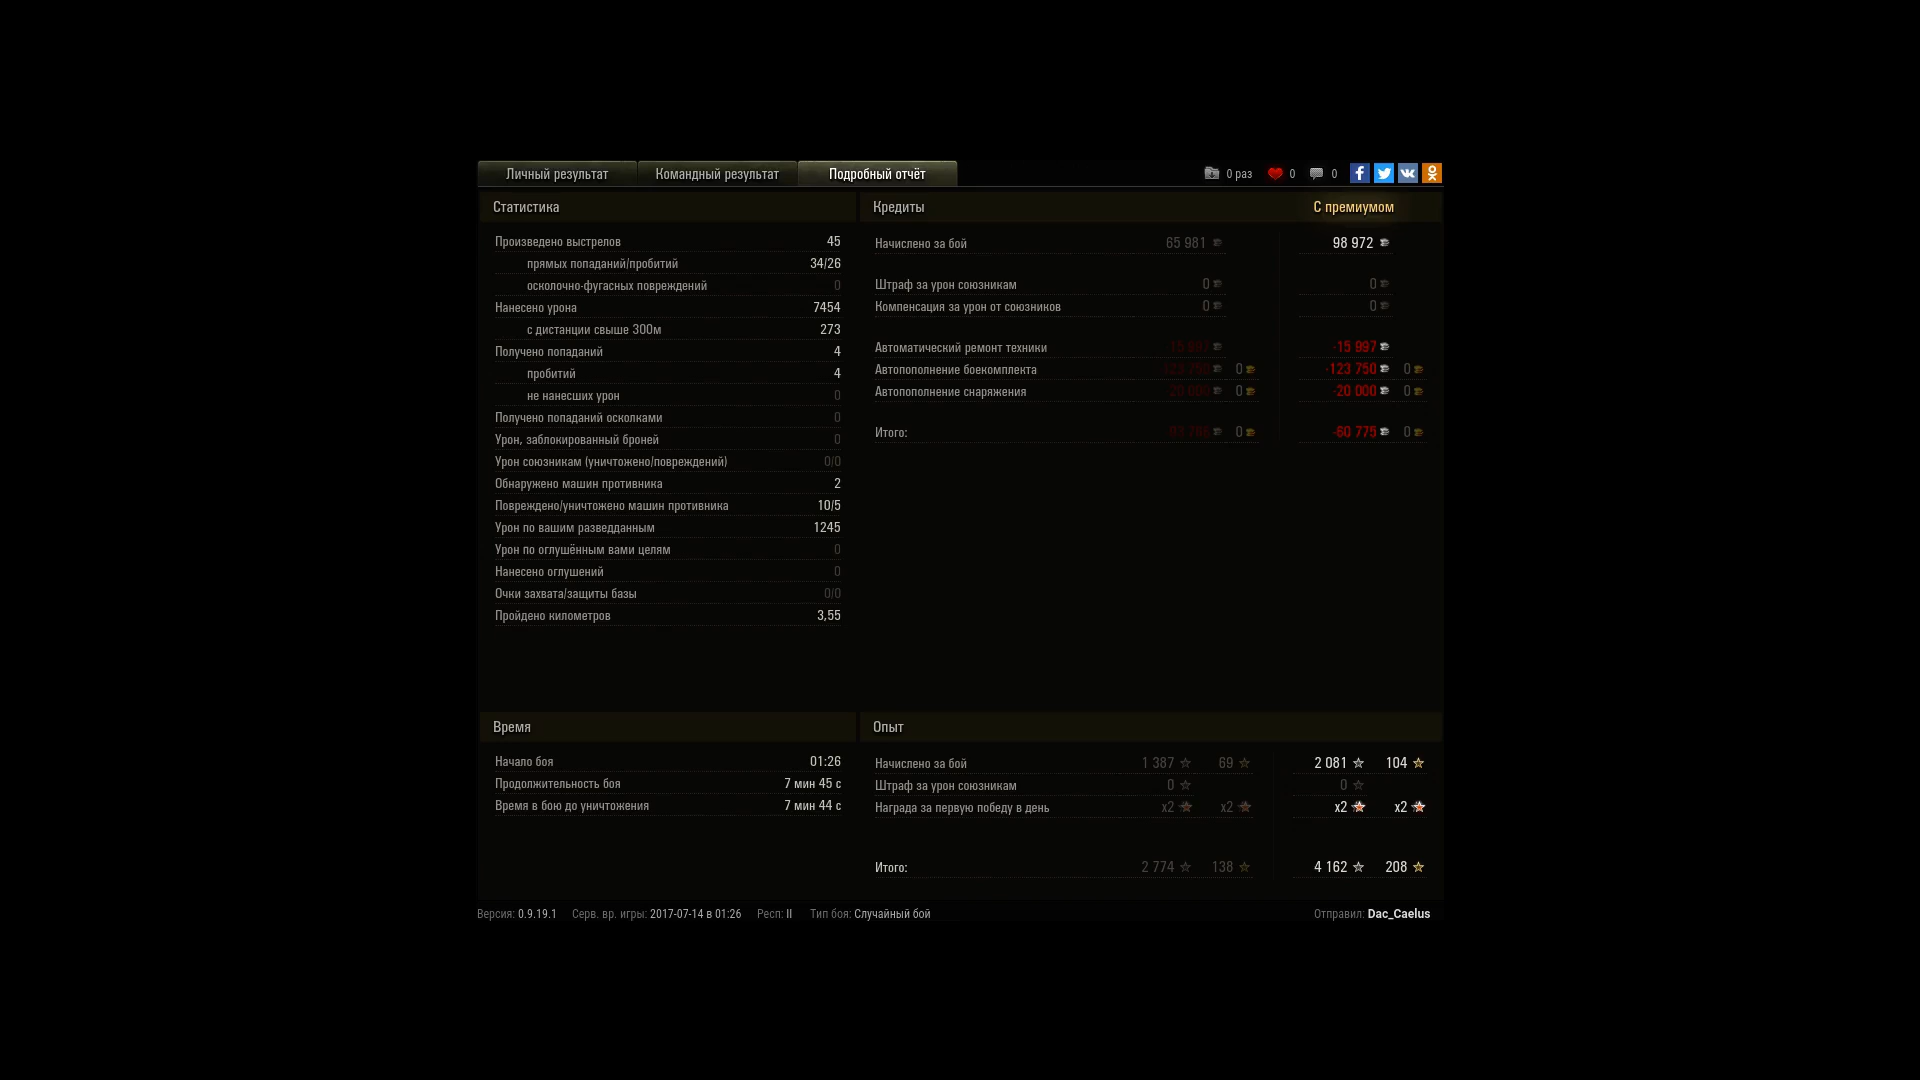 Личный результат Командный результат Подробный отчёт 0 раз 0 0
Статистика
Произведено выстрелов 45
прямых попаданий/пробитий 34/26
осколочно-фугасных повреждений 0
Нанесено урона 7454
с дистанции свыше 300м 273
Получено попаданий 4
пробитий 4
не нанесших урон 0
Получено попаданий осколками 0
Урон, заблокированный броней 0
Урон союзникам (уничтожено/повреждений) 0/0
Обнаружено машин противника 2
Повреждено/уничтожено машин противника 10/5
Урон по вашим разведданным 1245
Урон по оглушённым вами целям 0
Нанесено оглушений 0
Очки захвата/защиты базы 0/0
Пройдено километров 3,55
Кредиты С премиумом
Начислено за бой 65 981 98 972
Штраф за урон союзникам 0 0
Компенсация за урон от союзников 0 0
Автоматический ремонт техники -15 997 -15 997
Автопополнение боекомплекта -123 750 0 -123 750 0
Автопополнение снаряжения -20 000 0 -20 000 0
Итого: 0 -60 775 0
Время
Начало боя 01:26
Продолжительность боя 7 мин 45 с
Время в бою до уничтожения 7 мин 44 с
Опыт
Начислено за бой 1 387 69 2 081 104
Штраф за урон союзникам 0 0
Награда за первую победу в день x2 x2 x2 x2
Итого: 2 774 138 4 162 208
Версия: 0.9.19.1 Серв. вр. игры: 2017-07-14 в 01:26 Респ: II Тип боя: Случайный бой Отправил: Dac_Caelus